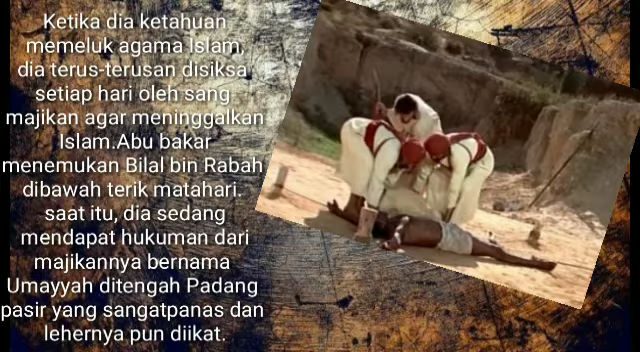 Ketika dia ketahuan
memeluk agama Islam,
dia terus-terusan disiksa
setiap hari oleh sang
majikan agar meninggalkan
Islam.Abu bakar
menemukan Bilal bin Rabah
dibawah terik matahari.
saat itu, dia sedang
mendapat hukuman dari
majikannya bernama
Umayyah ditengah Padang
pasir yang sangatpanas dan
lehernya pun diikat.